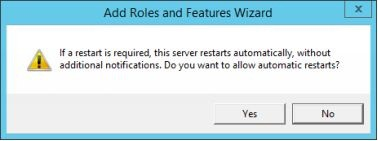 Add Roles and Features Wizard
x
If a restart is required, this server restarts automatically, without
additional notifications. Do you want to allow automatic restarts?
Yes
No